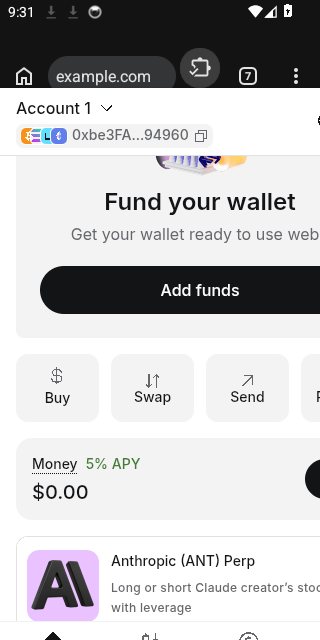 9:31
example.com
7
Account 1
0xbe3FA...94960
Fund your wallet
Get your wallet ready to use web
Add funds
Buy
Swap
Send
Money 5% APY
$0.00
Anthropic (ANT) Perp
Long or short Claude creator's stoc
with leverage